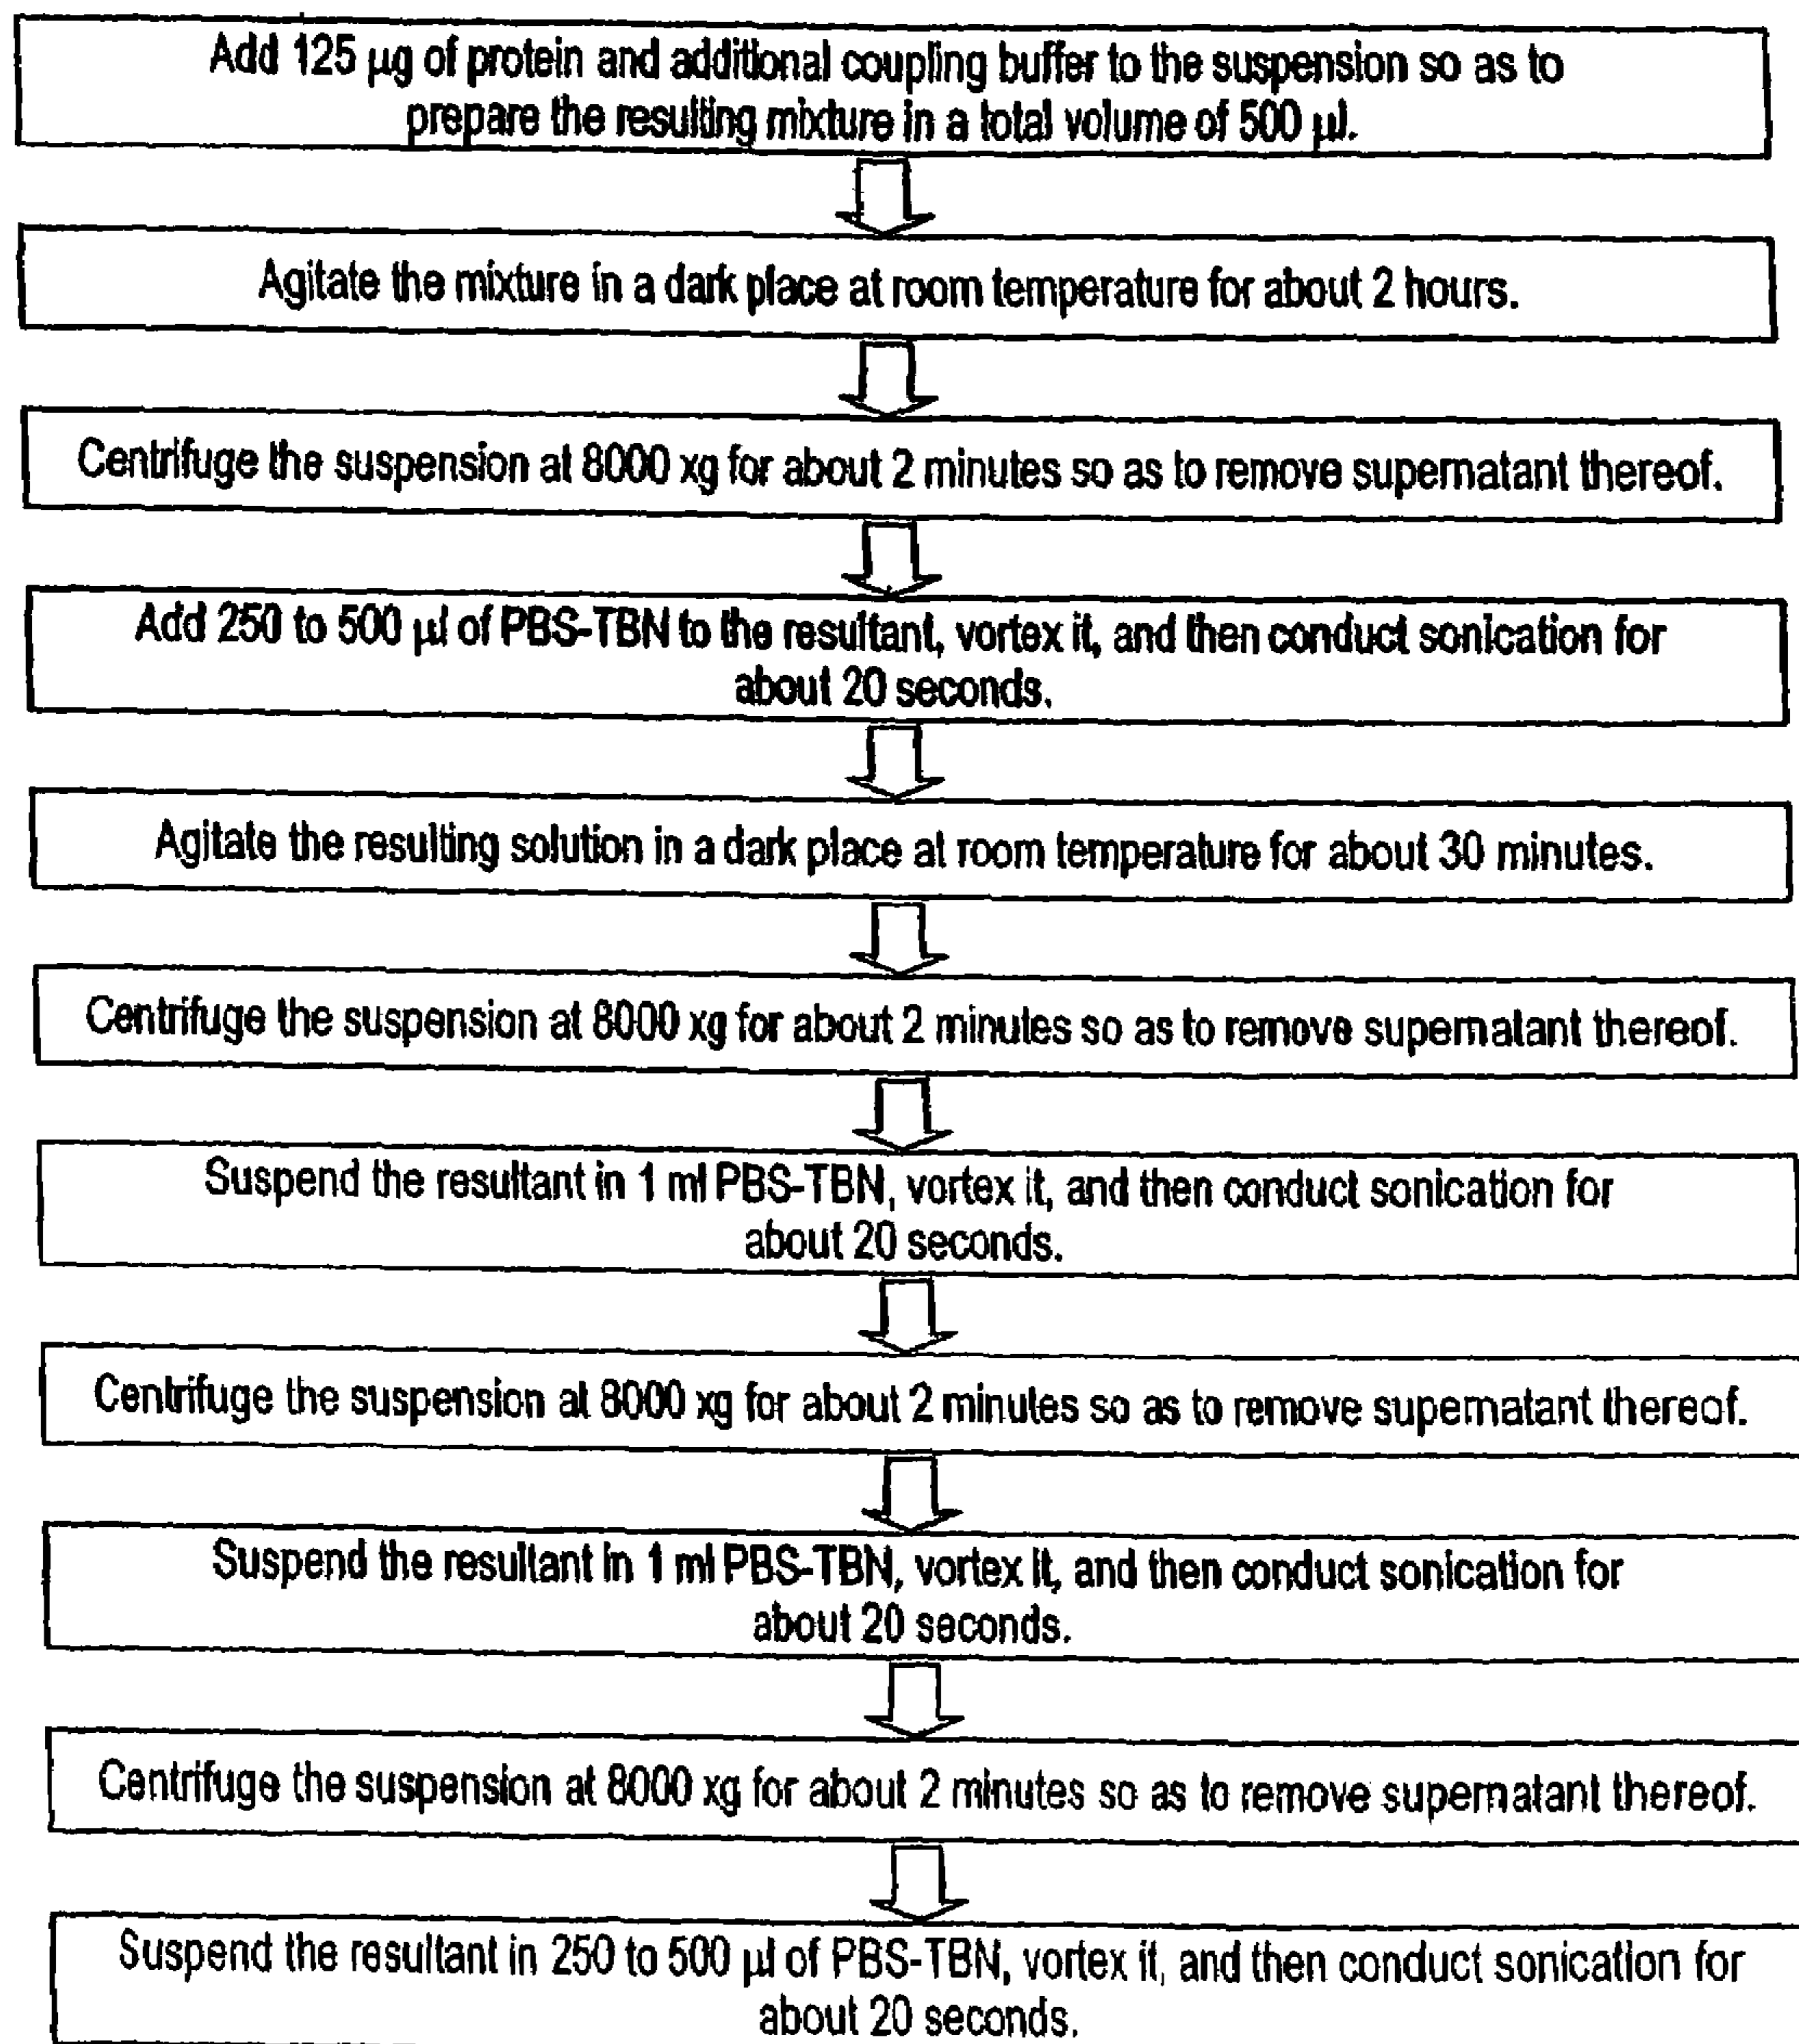 Add 125 µg of protein and additional coupling buffer to the suspension so as to
prepare the resulting mixture in a total volume of 500 µl.
Agitate the mixture in a dark place at room temperature for about 2 hours.
Centrifuge the suspension at 8000 xg for about 2 minutes so as to remove supernatant thereof.
Add 250 to 500 µl of PBS-TBN to the resultant, vortex it, and then conduct sonication for
about 20 seconds.
Agitate the resulting solution in a dark place at room temperature for about 30 minutes.
Centrifuge the suspension at 8000 xg for about 2 minutes so as to remove supernatant thereof.
Suspend the resultant in 1 ml PBS-TBN, vortex it, and then conduct sonication for
about 20 seconds.
Centrifuge the suspension at 8000 xg for about 2 minutes so as to remove supernatant thereof.
Suspend the resultant in 1 ml PBS-TBN, vortex it, and then conduct sonication for
about 20 seconds.
Centrifuge the suspension at 8000 xg for about 2 minutes so as to remove supernatant thereof.
Suspend the resultant in 250 to 500 µl of PBS-TBN, vortex it, and then conduct sonication for
about 20 seconds.